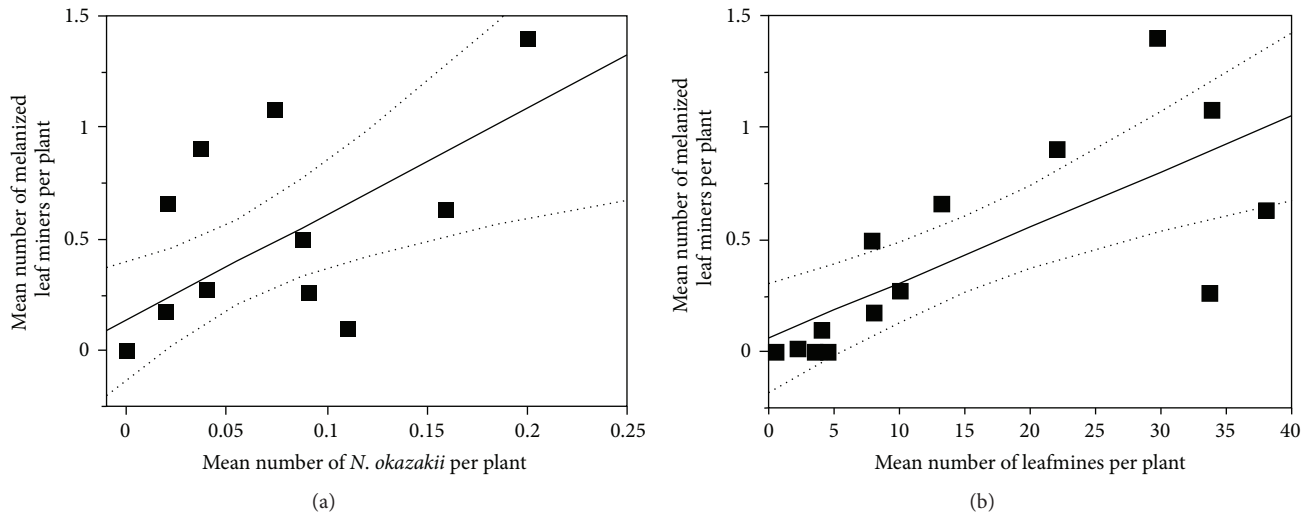 1.5
1
0.5
0
Mean number of melanized
leaf miners per plant
0 0.05 0.1 0.15 0.2 0.25
Mean number of N. okazakii per plant
(a)
1.5
1
0.5
0
Mean number of melanized
leaf miners per plant
0 5 10 15 20 25 30 35 40
Mean number of leafmines per plant
(b)